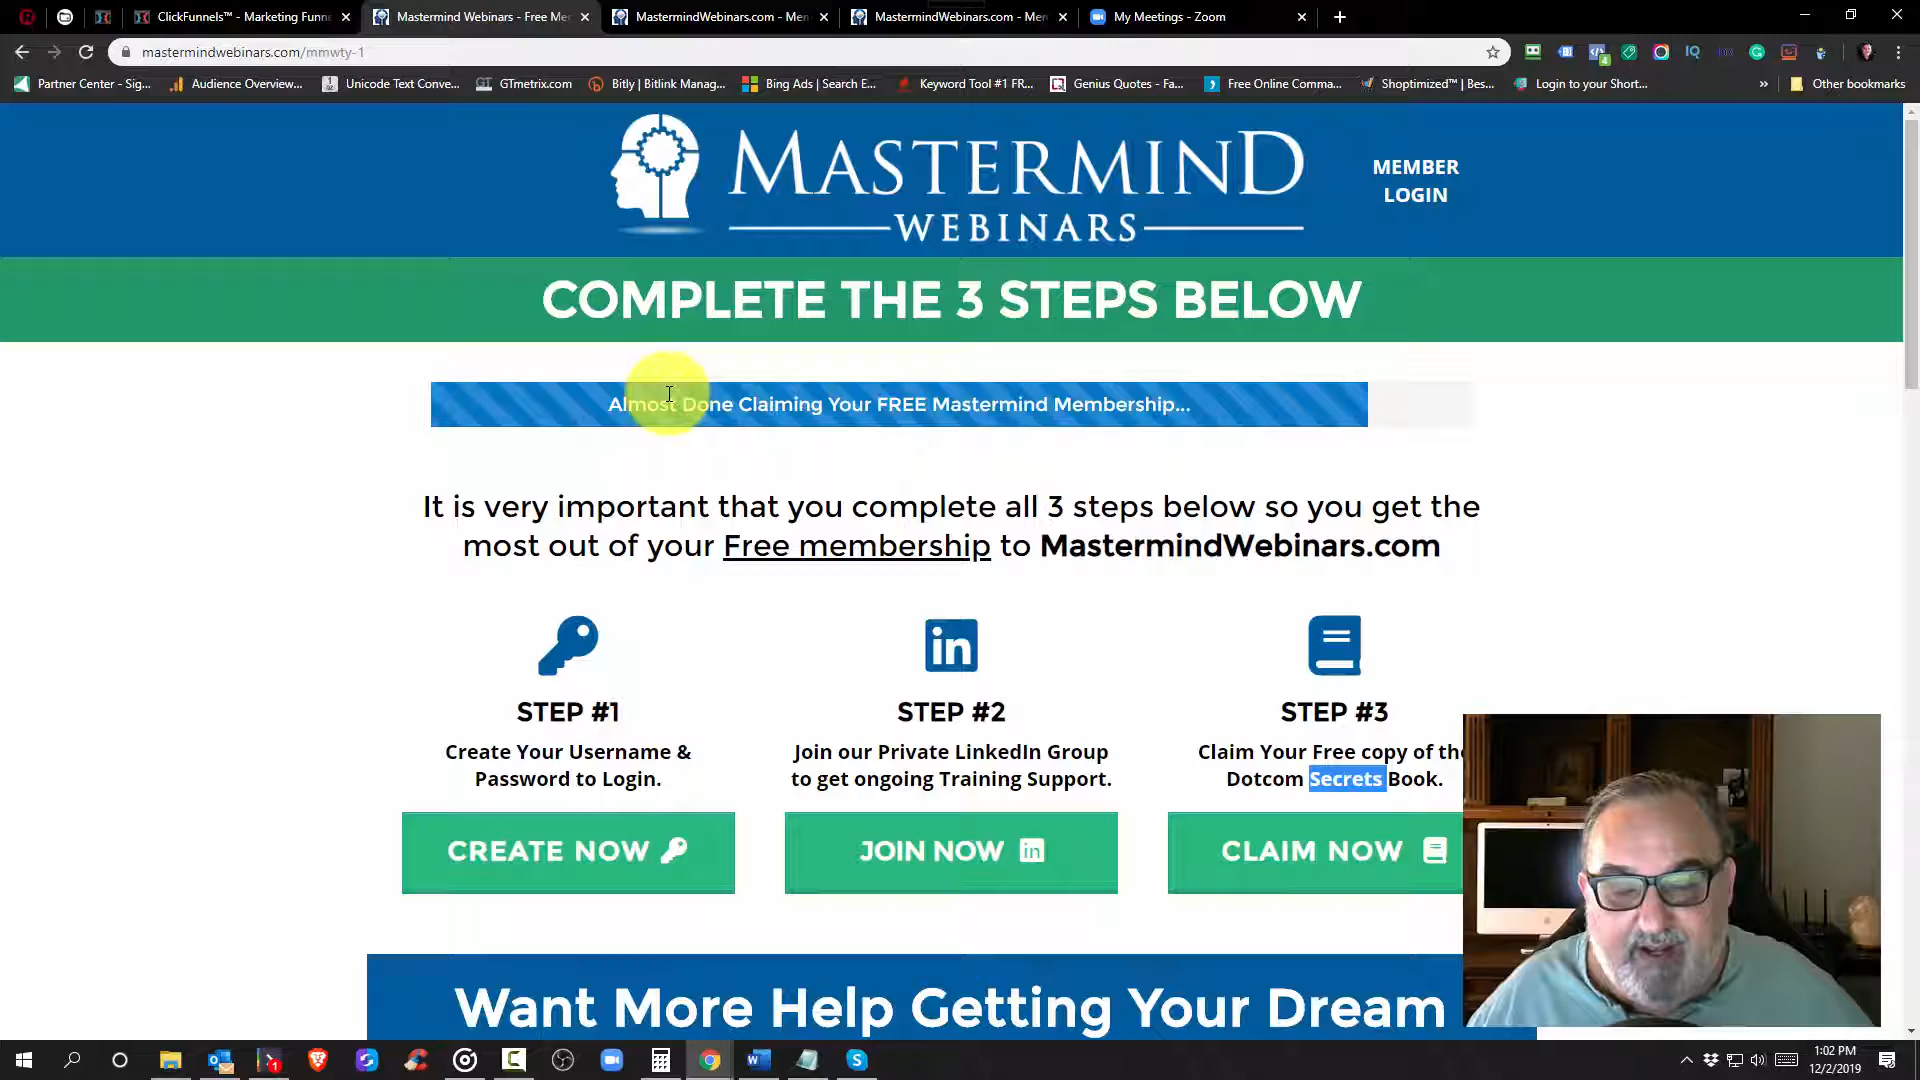 ClickFunnels™ - Marketing Funne
Mastermind Webinars - Free Me
MastermindWebinars.com - Mem
MastermindWebinars.com - Mem
My Meetings - Zoom
mastermindwebinars.com/mmwty-1
Partner Center - Sig...
Audience Overview...
Unicode Text Conve...
GTmetrix.com
Bitly | Bitlink Manag...
Bing Ads | Search E...
Keyword Tool #1 FR...
Genius Quotes - Fa...
Free Online Comma...
Shoptimized™ | Bes...
Login to your Short...
Other bookmarks
MASTERMIND
WEBINARS
MEMBER
LOGIN
COMPLETE THE 3 STEPS BELOW
Almost Done Claiming Your FREE Mastermind Membership...
It is very important that you complete all 3 steps below so you get the
most out of your Free membership to MastermindWebinars.com
STEP #1
Create Your Username &
Password to Login.
CREATE NOW
STEP #2
Join our Private LinkedIn Group
to get ongoing Training Support.
JOIN NOW
STEP #3
Claim Your Free copy of the
Dotcom Secrets Book.
CLAIM NOW
Want More Help Getting Your Dream
1:02 PM
12/2/2019